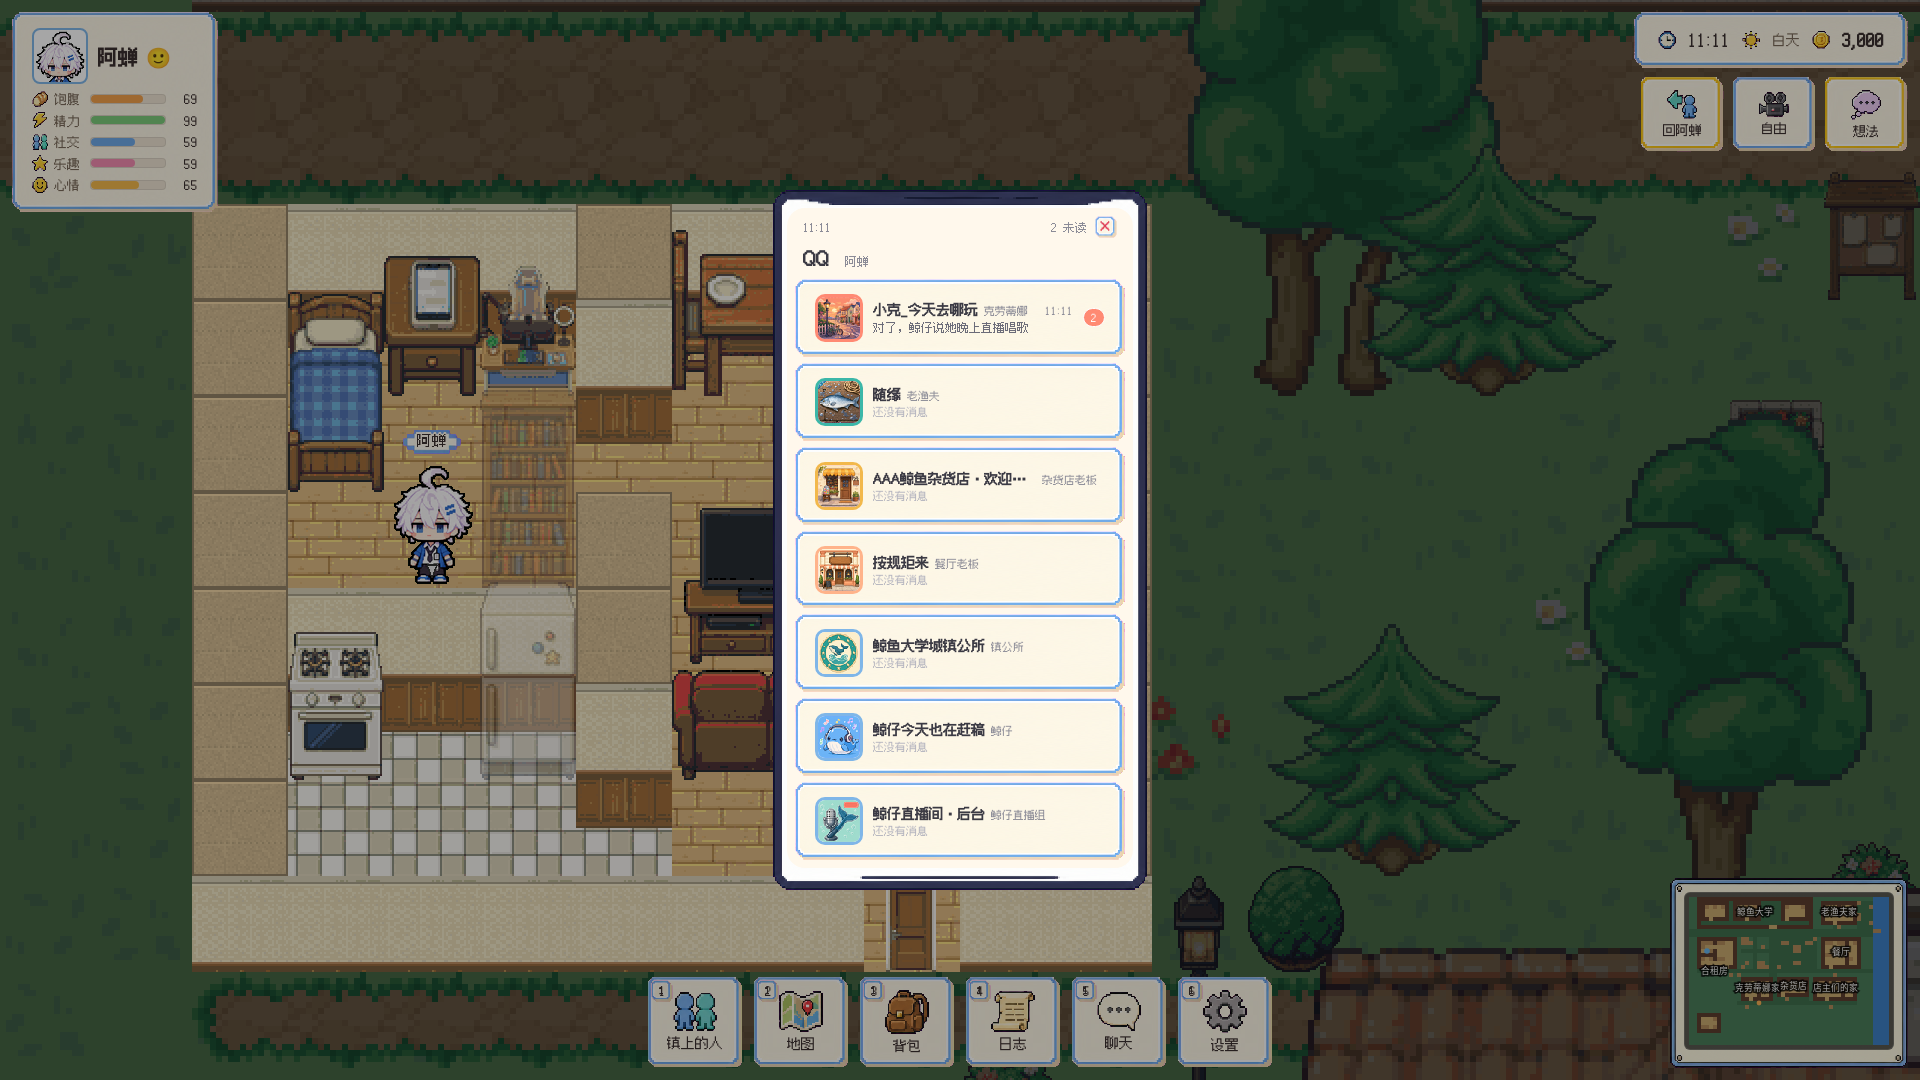 阿蝉
饱腹 69
精力 99
社交 59
乐趣 59
心情 65
11:11 白天 3,000
回阿蝉
自由
想法
阿蝉
11:11 2 未读
QQ 阿蝉
小克_今天去哪玩 克劳蒂娜 11:11
对了，鲸仔说她晚上直播唱歌
2
随缘 老渔夫
还没有消息
AAA鲸鱼杂货店·欢迎… 杂货店老板
还没有消息
按规矩来 餐厅老板
还没有消息
鲸鱼大学城镇公所 镇公所
还没有消息
鲸仔今天也在赶稿 鲸仔
还没有消息
鲸仔直播间·后台 鲸仔直播组
还没有消息
1 镇上的人
2 地图
3 背包
4 日志
5 聊天
6 设置
鲸鱼大学 老渔夫家
餐厅
合租房
克劳蒂娜家 杂货店 店主们的家